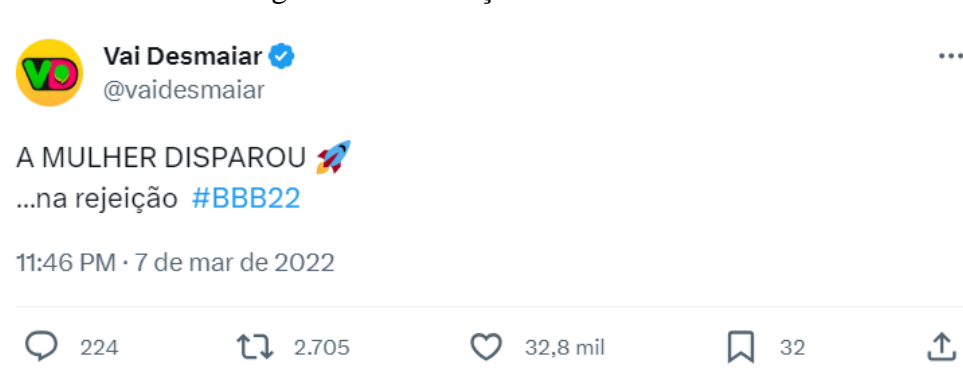 Vai Desmaiar
@vaidesmaiar
A MULHER DISPAROU 🚀
...na rejeição #BBB22
11:46 PM · 7 de mar de 2022
224 2.705 32,8 mil 32